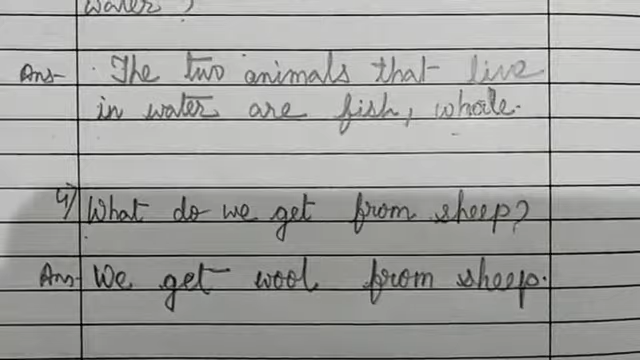 water?
Ans- The two animals that live
in water are fish, whale.
4) What do we get from sheep?
Ans- We get wool from sheep.